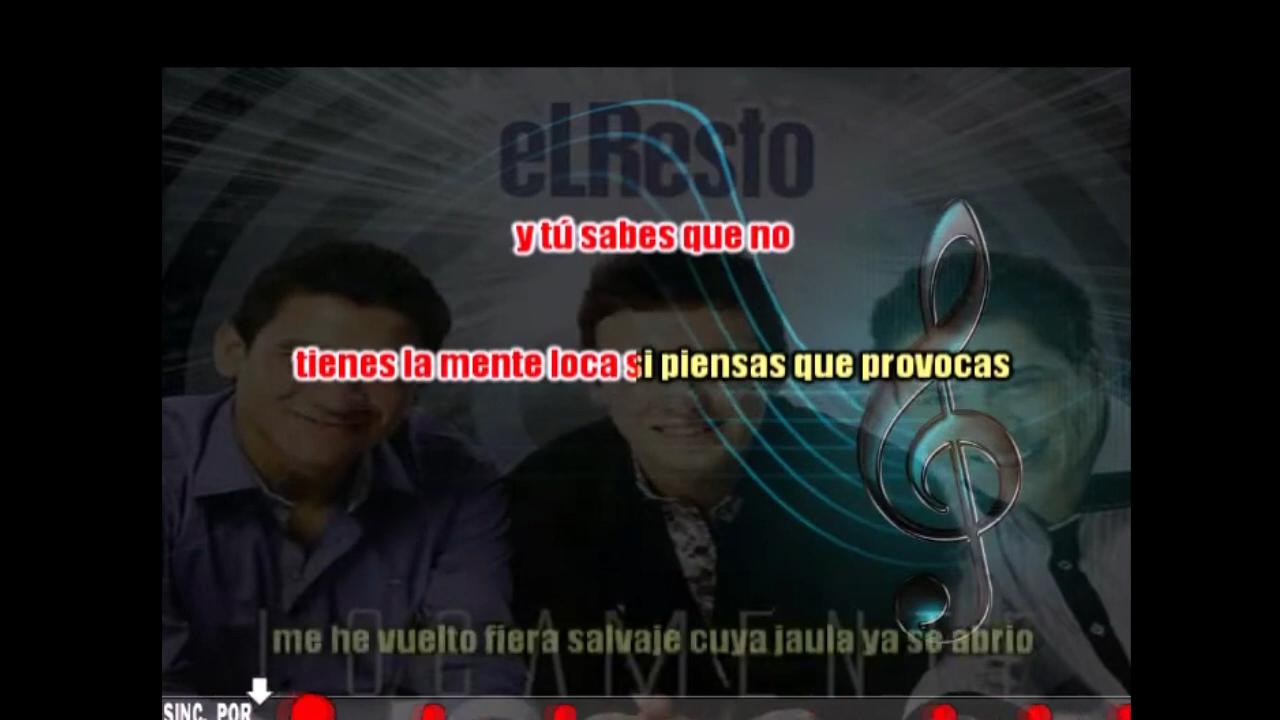 eLResto
y tú sabes que no
tienes la mente loca si piensas que provocas
me he vuelto fiera salvaje cuya jaula ya se abrio
LOCAMENTE
SINC. POR